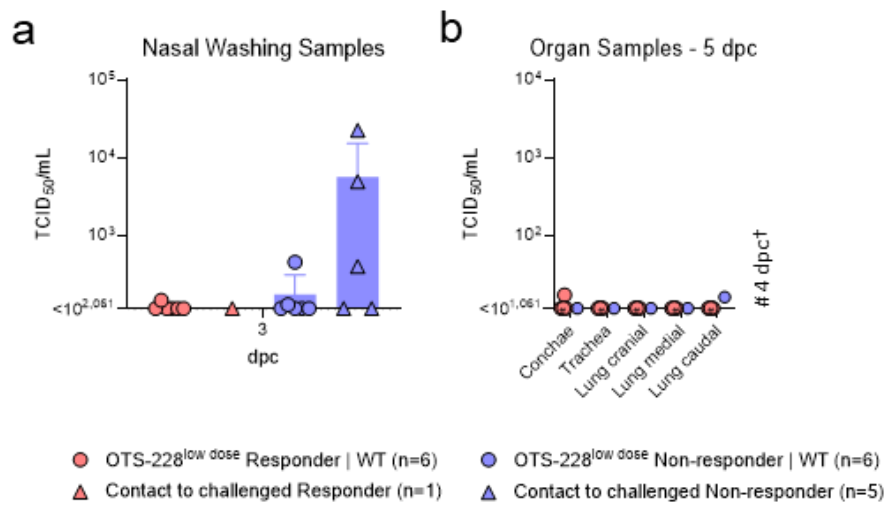 a
Nasal Washing Samples
TCID50/mL
10^5
10^4
10^3
<10^2,061
3
dpc
b
Organ Samples - 5 dpc
TCID50/mL
10^4
10^3
10^2
<10^1,061
Conchae
Trachea
Lung cranial
Lung medial
Lung caudal
# 4 dpc†
OTS-228^low dose Responder | WT (n=6)
Contact to challenged Responder (n=1)
OTS-228^low dose Non-responder | WT (n=6)
Contact to challenged Non-responder (n=5)